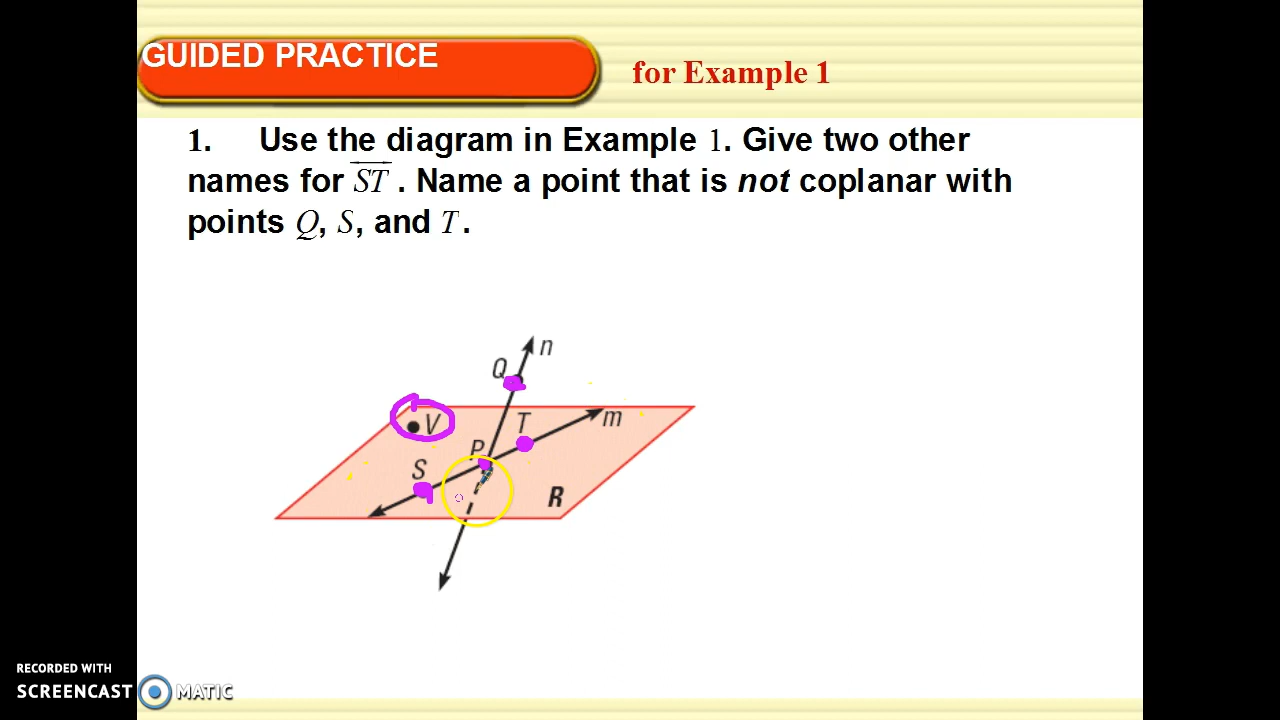 GUIDED PRACTICE
for Example 1
1. Use the diagram in Example 1. Give two other
names for ST . Name a point that is not coplanar with
points Q, S, and T .
n
Q
V
T
m
P
S
R
RECORDED WITH
SCREENCAST MATIC